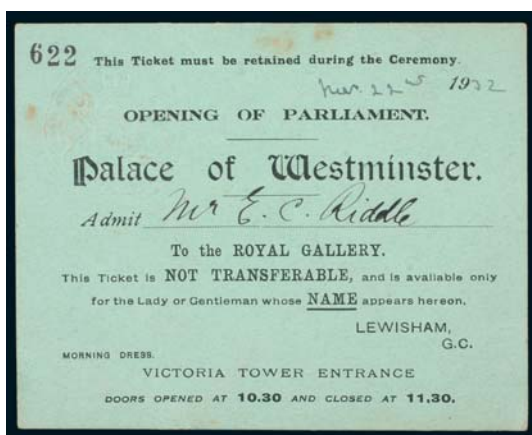 622 This Ticket must be retained during the Ceremony.
Nov. 22nd 1932
OPENING OF PARLIAMENT.
Palace of Westminster.
Admit Mr E. C. Riddle
To the ROYAL GALLERY.
This Ticket is NOT TRANSFERABLE, and is available only
for the Lady or Gentleman whose NAME appears hereon.
LEWISHAM,
G.C.
MORNING DRESS.
VICTORIA TOWER ENTRANCE
DOORS OPENED AT 10.30 AND CLOSED AT 11.30.